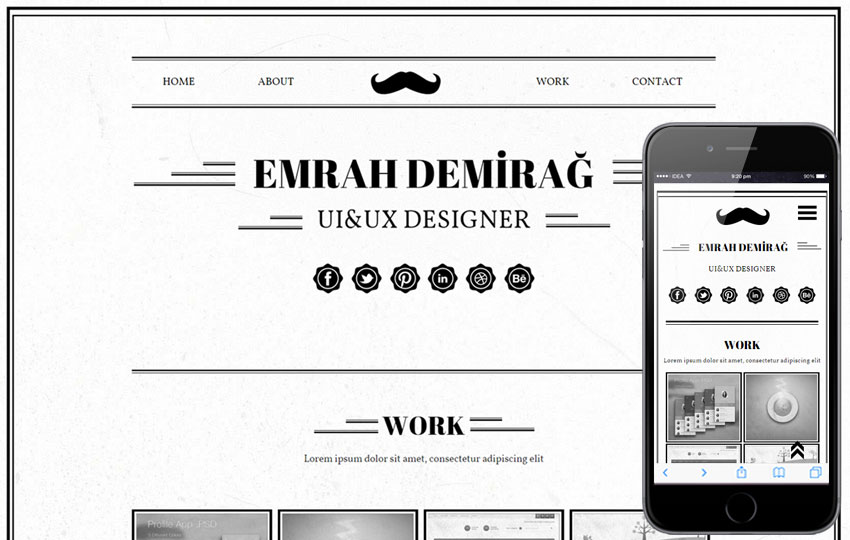 HOME ABOUT WORK CONTACT
EMRAH DEMİRAĞ
UI&UX DESIGNER
WORK
Lorem ipsum dolor sit amet, consectetur adipiscing elit
Profile App .PSD
IDEA 9:20 pm 90%
EMRAH DEMİRAĞ
UI&UX DESIGNER
WORK
Lorem ipsum dolor sit amet, consectetur adipiscing elit